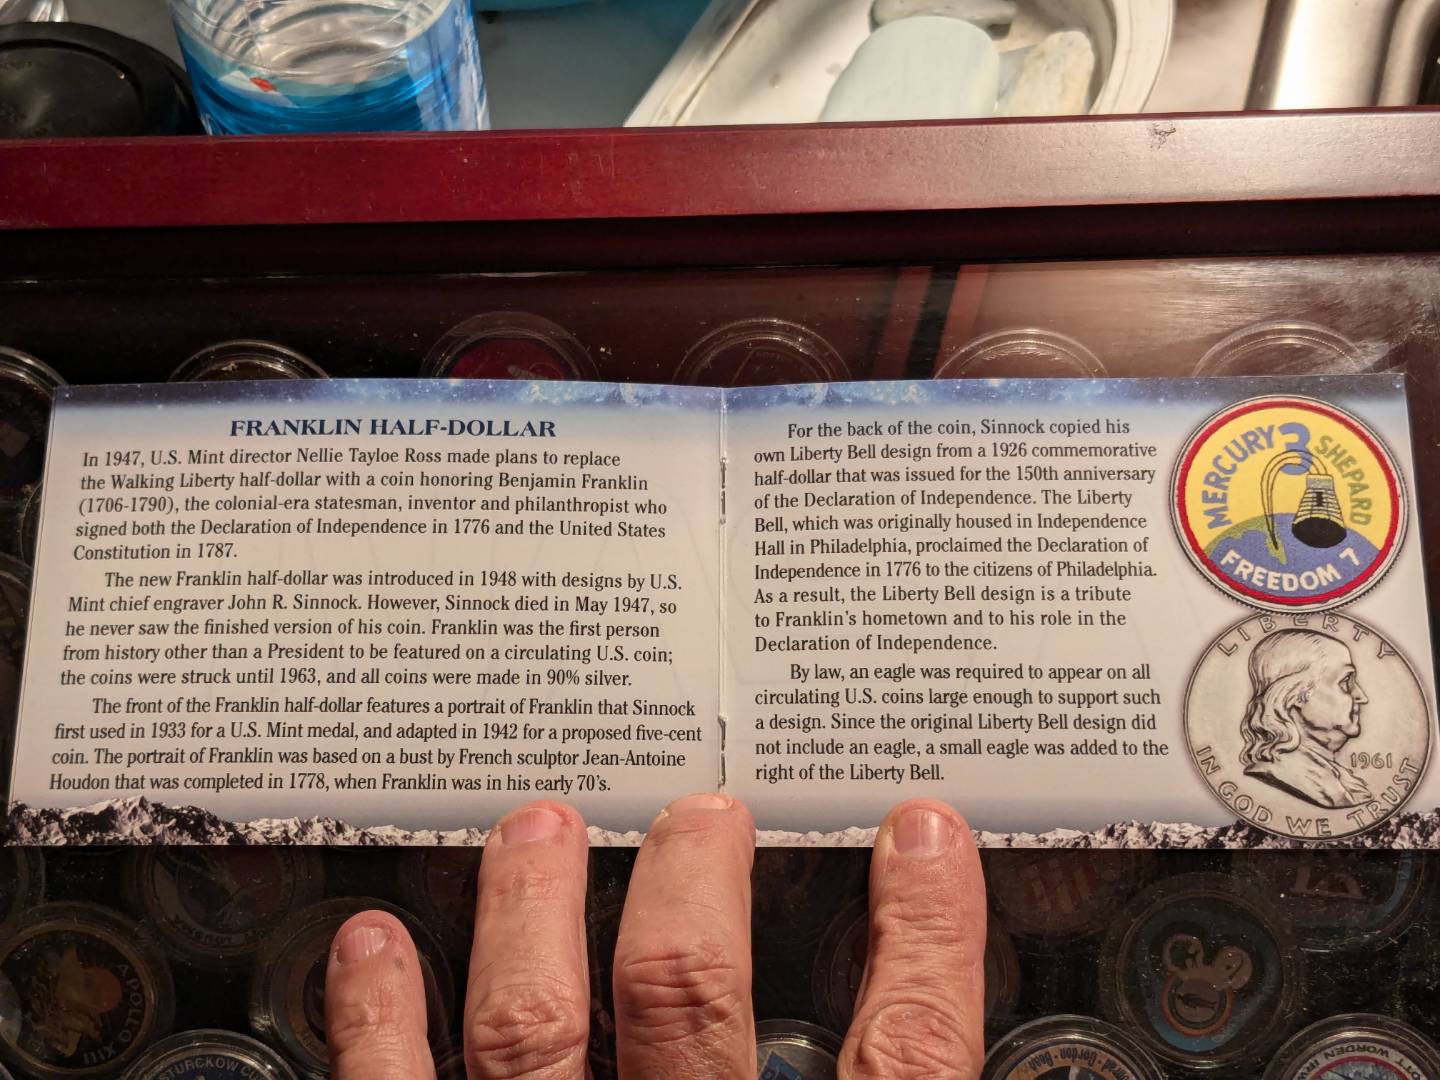 FRANKLIN HALF-DOLLAR
In 1947, U.S. Mint director Nellie Tayloe Ross made plans to replace
the Walking Liberty half-dollar with a coin honoring Benjamin Franklin
(1706-1790), the colonial-era statesman, inventor and philanthropist who
signed both the Declaration of Independence in 1776 and the United States
Constitution in 1787.
The new Franklin half-dollar was introduced in 1948 with designs by U.S.
Mint chief engraver John R. Sinnock. However, Sinnock died in May 1947, so
he never saw the finished version of his coin. Franklin was the first person
from history other than a President to be featured on a circulating U.S. coin;
the coins were struck until 1963, and all coins were made in 90% silver.
The front of the Franklin half-dollar features a portrait of Franklin that Sinnock
first used in 1933 for a U.S. Mint medal, and adapted in 1942 for a proposed five-cent
coin. The portrait of Franklin was based on a bust by French sculptor Jean-Antoine
Houdon that was completed in 1778, when Franklin was in his early 70's.
For the back of the coin, Sinnock copied his
own Liberty Bell design from a 1926 commemorative
half-dollar that was issued for the 150th anniversary
of the Declaration of Independence. The Liberty
Bell, which was originally housed in Independence
Hall in Philadelphia, proclaimed the Declaration of
Independence in 1776 to the citizens of Philadelphia.
As a result, the Liberty Bell design is a tribute
to Franklin's hometown and to his role in the
Declaration of Independence.
By law, an eagle was required to appear on all
circulating U.S. coins large enough to support such
a design. Since the original Liberty Bell design did
not include an eagle, a small eagle was added to the
right of the Liberty Bell.
MERCURY 3 SHEPARD
FREEDOM 7
LIBERTY
1961
IN GOD WE TRUST
APOLLO XIII
STURCKOW
Gordon
WORDEN